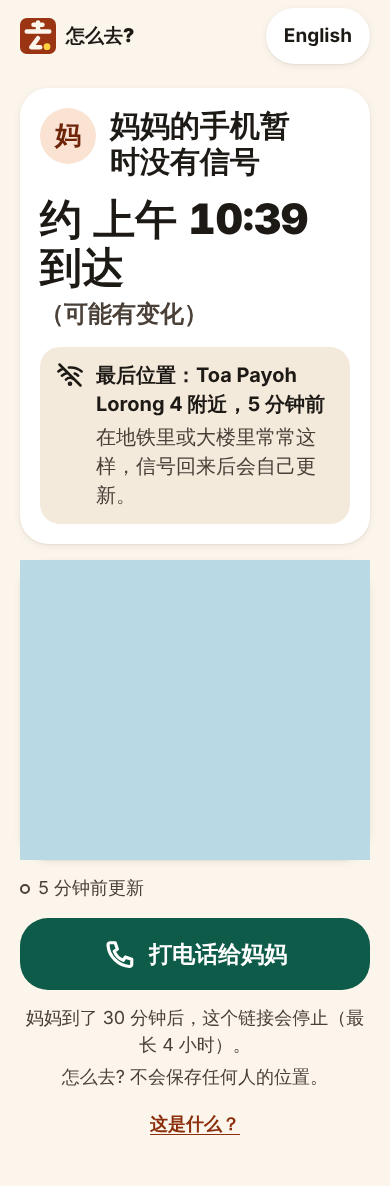 去
怎么去?
English
妈
妈妈的手机暂
时没有信号
约 上午 10:39
到达
（可能有变化）
最后位置：Toa Payoh
Lorong 4 附近，5 分钟前
在地铁里或大楼里常常这
样，信号回来后会自己更
新。
5 分钟前更新
打电话给妈妈
妈妈到了 30 分钟后，这个链接会停止（最
长 4 小时）。
怎么去? 不会保存任何人的位置。
这是什么？